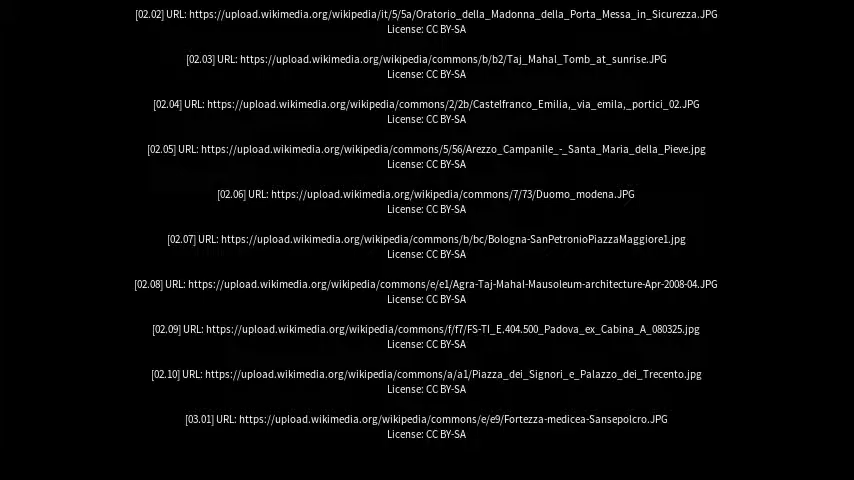 [02.02] URL: https://upload.wikimedia.org/wikipedia/it/5/5a/Oratorio_della_Madonna_della_Porta_Messa_in_Sicurezza.JPG
License: CC BY-SA
[02.03] URL: https://upload.wikimedia.org/wikipedia/commons/b/b2/Taj_Mahal_Tomb_at_sunrise.JPG
License: CC BY-SA
[02.04] URL: https://upload.wikimedia.org/wikipedia/commons/2/2b/Castelfranco_Emilia,_via_emila,_portici_02.JPG
License: CC BY-SA
[02.05] URL: https://upload.wikimedia.org/wikipedia/commons/5/56/Arezzo_Campanile_-_Santa_Maria_della_Pieve.jpg
License: CC BY-SA
[02.06] URL: https://upload.wikimedia.org/wikipedia/commons/7/73/Duomo_modena.JPG
License: CC BY-SA
[02.07] URL: https://upload.wikimedia.org/wikipedia/commons/b/bc/Bologna-SanPetronioPiazzaMaggiore1.jpg
License: CC BY-SA
[02.08] URL: https://upload.wikimedia.org/wikipedia/commons/e/e1/Agra-Taj-Mahal-Mausoleum-architecture-Apr-2008-04.JPG
License: CC BY-SA
[02.09] URL: https://upload.wikimedia.org/wikipedia/commons/f/f7/FS-TI_E.404.500_Padova_ex_Cabina_A_080325.jpg
License: CC BY-SA
[02.10] URL: https://upload.wikimedia.org/wikipedia/commons/a/a1/Piazza_dei_Signori_e_Palazzo_dei_Trecento.jpg
License: CC BY-SA
[03.01] URL: https://upload.wikimedia.org/wikipedia/commons/e/e9/Fortezza-medicea-Sansepolcro.JPG
License: CC BY-SA